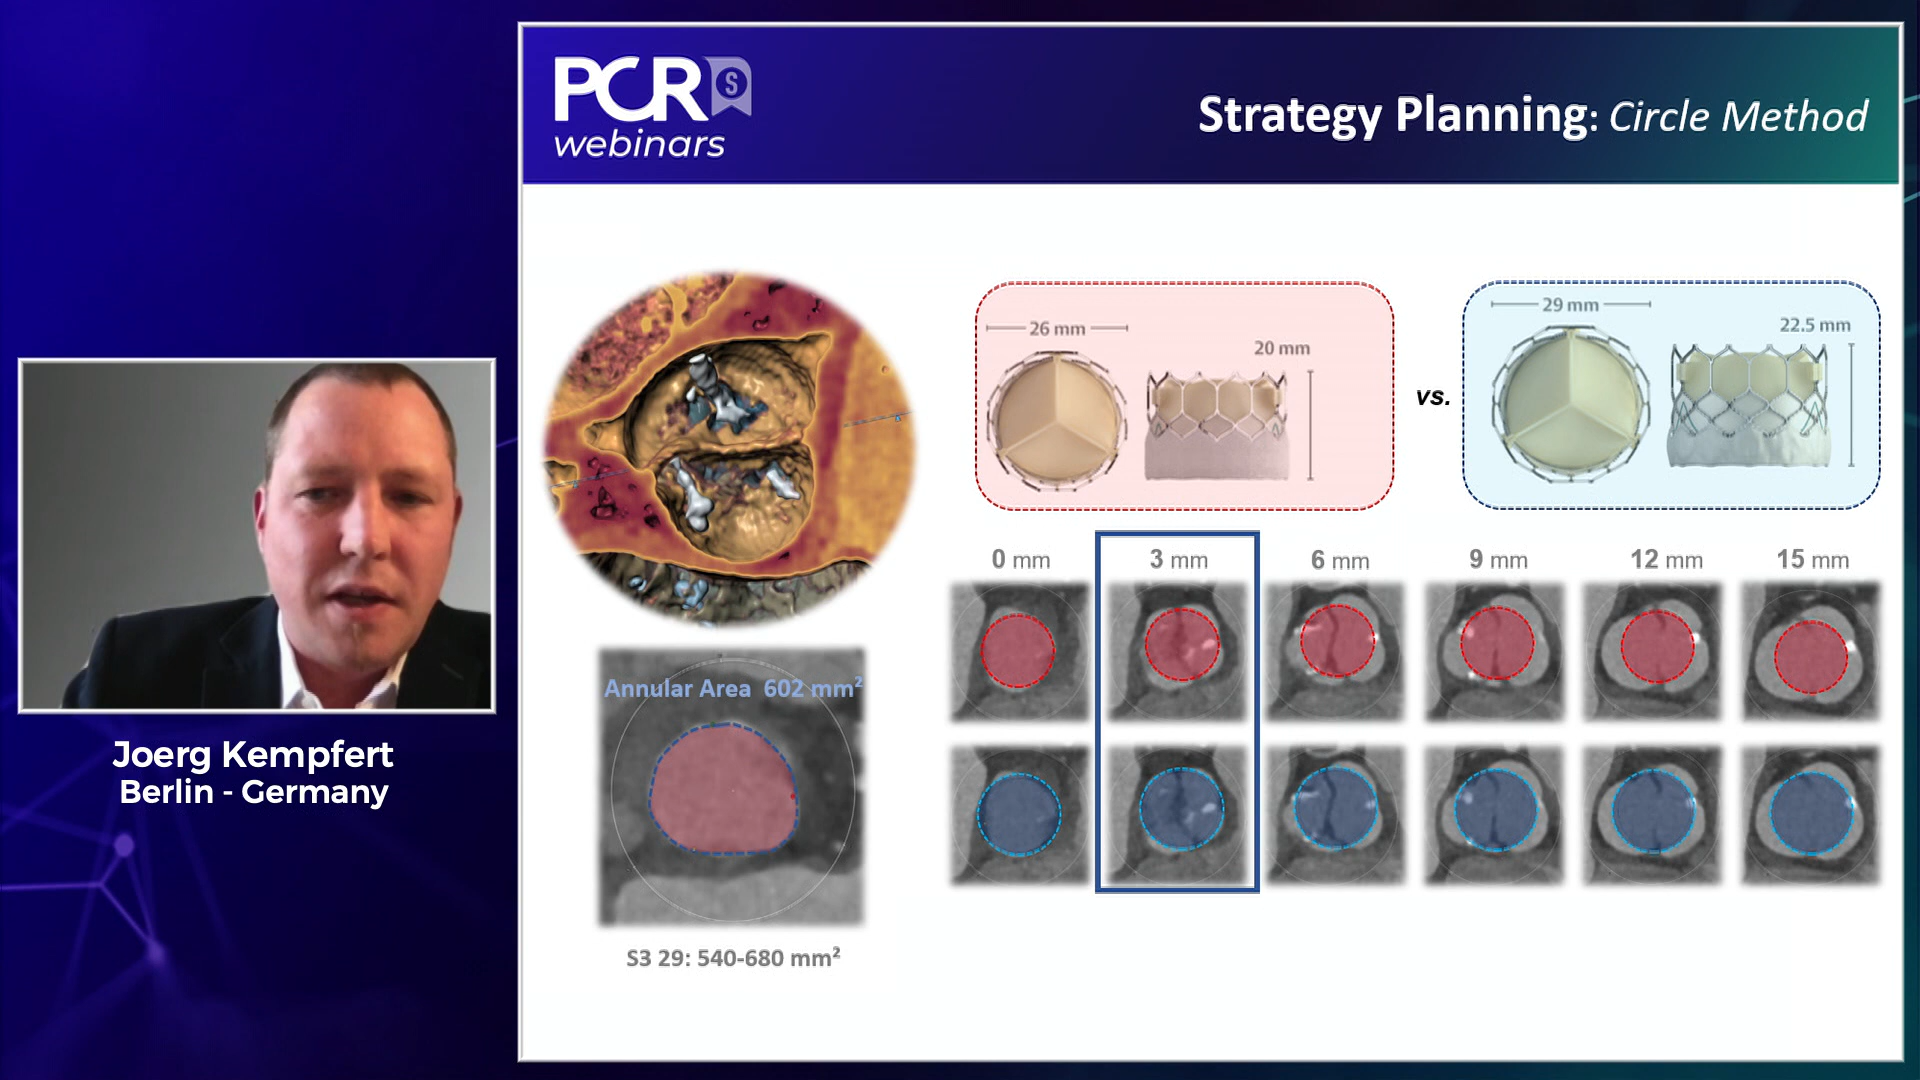 PCR S
webinars
Strategy Planning: Circle Method
26 mm
20 mm
vs.
29 mm
22.5 mm
0 mm
3 mm
6 mm
9 mm
12 mm
15 mm
Annular Area 602 mm²
S3 29: 540-680 mm²
Joerg Kempfert
Berlin - Germany